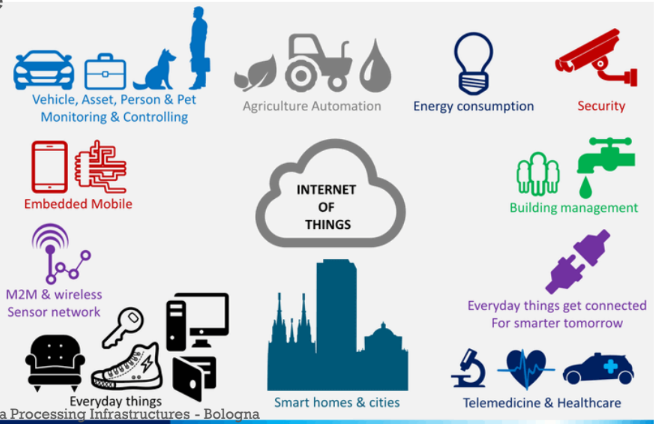 Vehicle, Asset, Person & Pet
Monitoring & Controlling
Agriculture Automation
Energy consumption
Security
Embedded Mobile
INTERNET
OF
THINGS
Building management
M2M & wireless
Sensor network
Everyday things get connected
For smarter tomorrow
Everyday things
Smart homes & cities
Telemedicine & Healthcare
a Processing Infrastructures - Bologna